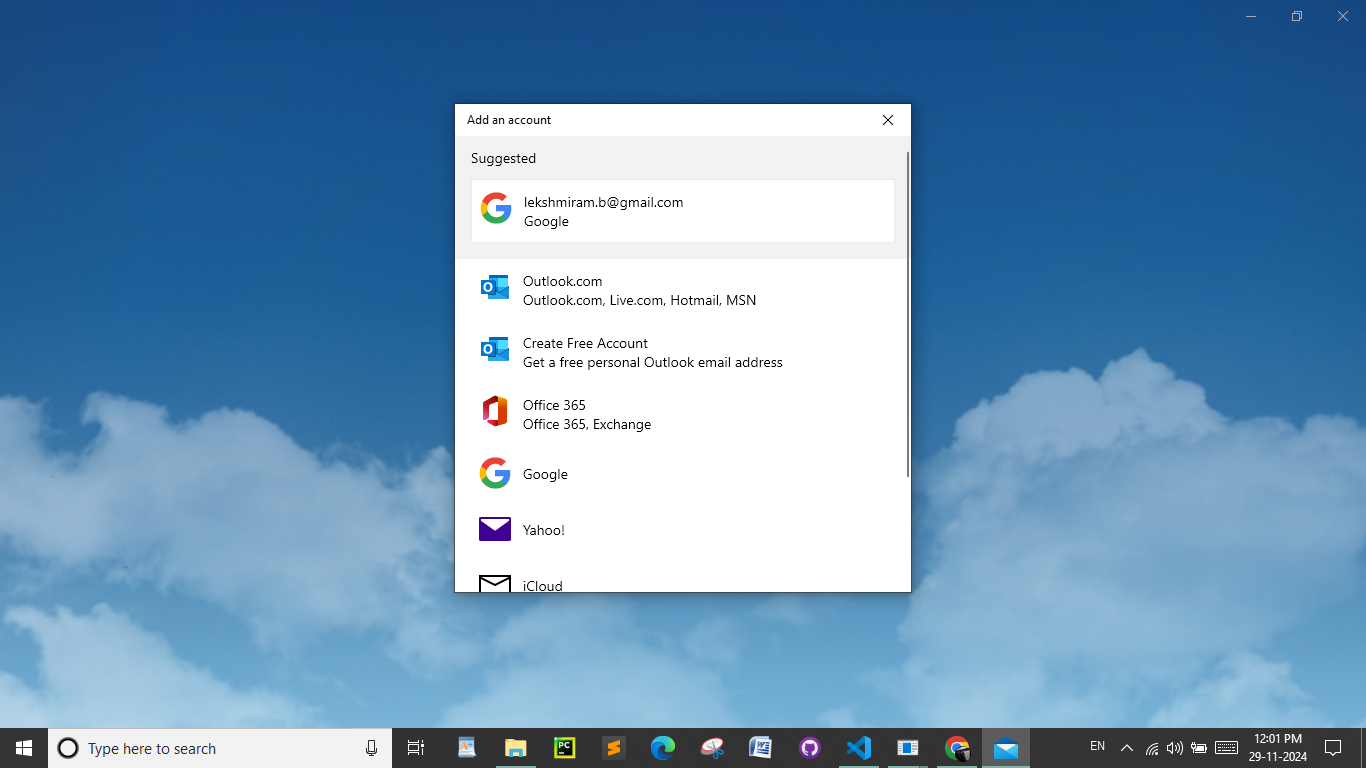 Add an account
Suggested
lekshmiram.b@gmail.com
Google
Outlook.com
Outlook.com, Live.com, Hotmail, MSN
Create Free Account
Get a free personal Outlook email address
Office 365
Office 365, Exchange
Google
Yahoo!
iCloud
Type here to search
PC
W
EN
12:01 PM
29-11-2024